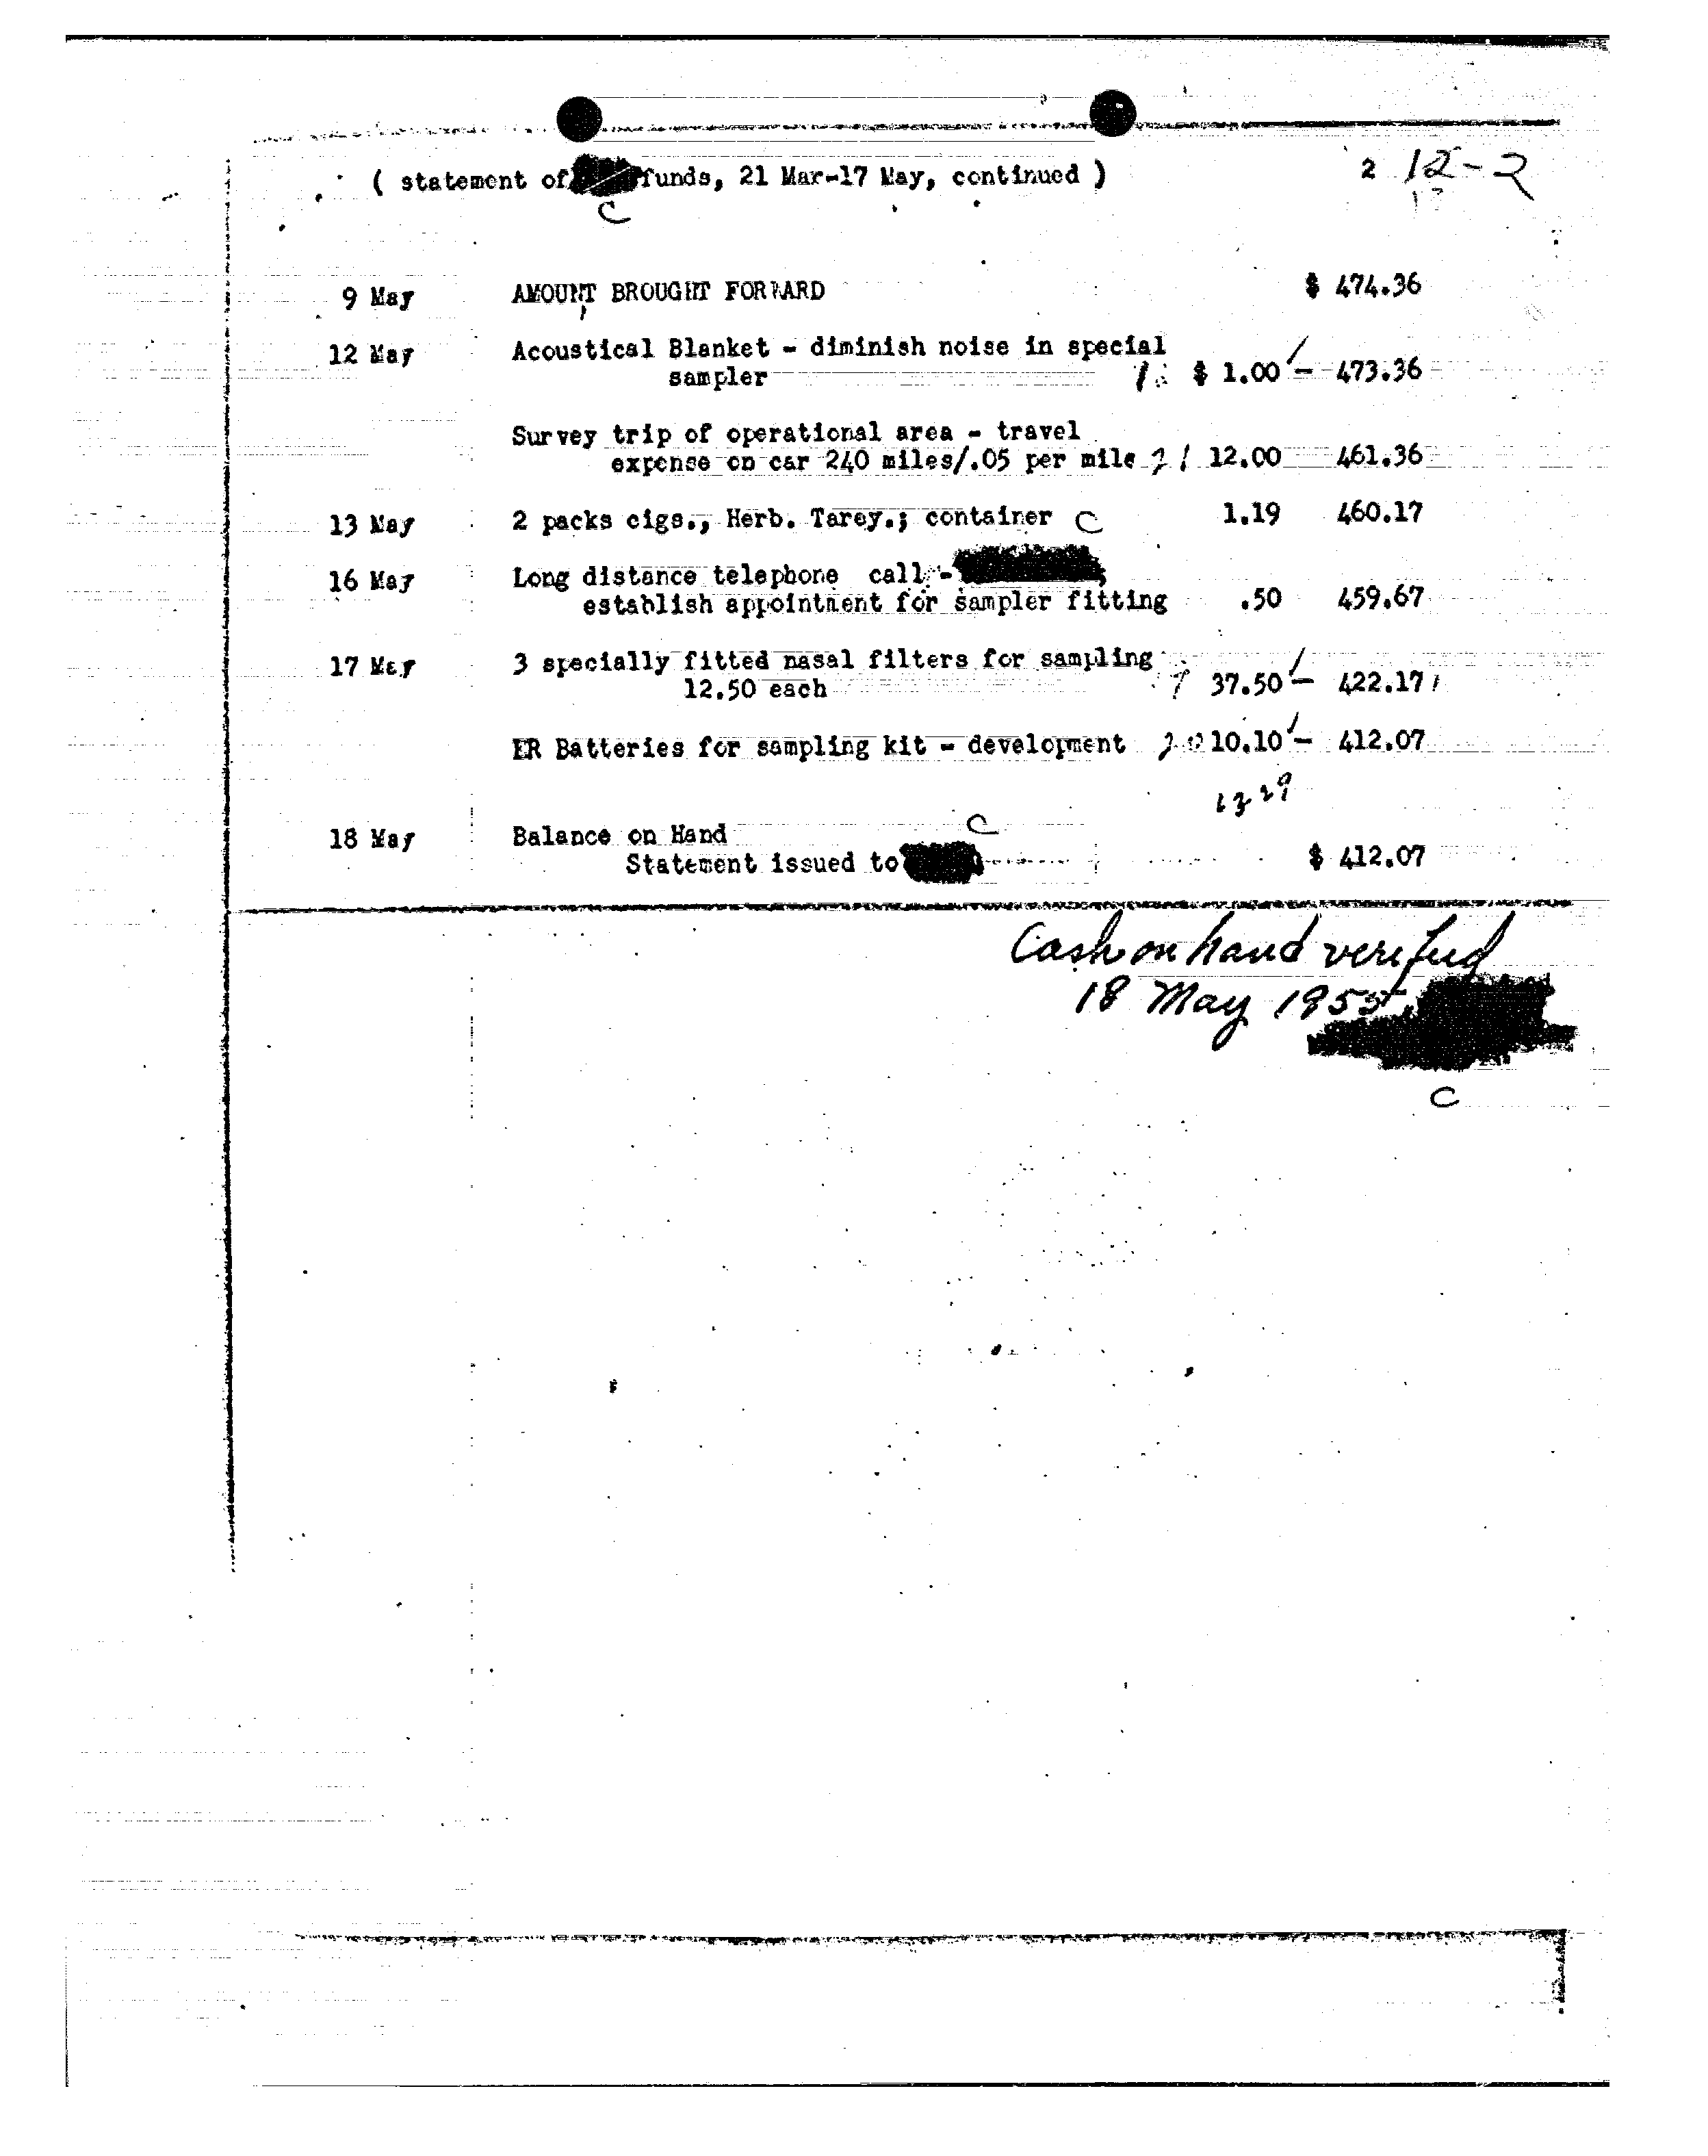 ( statement of funds, 21 Mar-17 May, continued ) 2 12-2
C
9 May AMOUNT BROUGHT FORWARD $ 474.36
12 May Acoustical Blanket - diminish noise in special
sampler $ 1.00 - 473.36
Survey trip of operational area - travel
expense on car 240 miles/.05 per mile 12.00 461.36
13 May 2 packs cigs., Herb. Tarey.; container C 1.19 460.17
16 May Long distance telephone call -
establish appointment for sampler fitting .50 459.67
17 May 3 specially fitted nasal filters for sampling
12.50 each 37.50 - 422.17
ER Batteries for sampling kit - development 10.10 - 412.07
C
18 May Balance on Hand
Statement issued to $ 412.07
Cash on hand verified
18 May 1955,
C